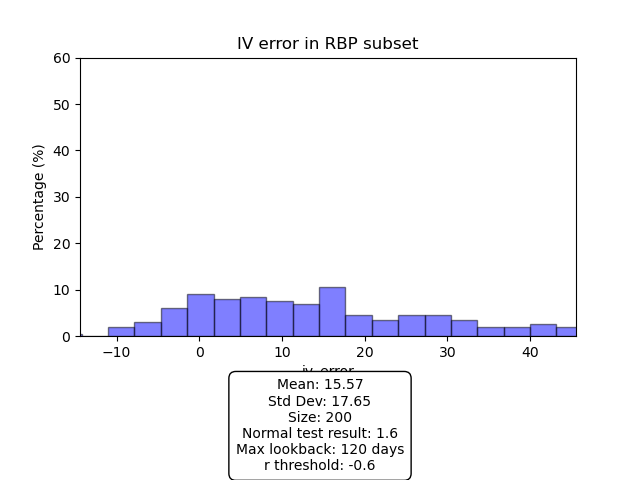 IV error in RBP subset
Percentage (%)
60
50
40
30
20
10
0
−10
0
10
20
30
40
iv_error
Mean: 15.57
Std Dev: 17.65
Size: 200
Normal test result: 1.6
Max lookback: 120 days
r threshold: -0.6